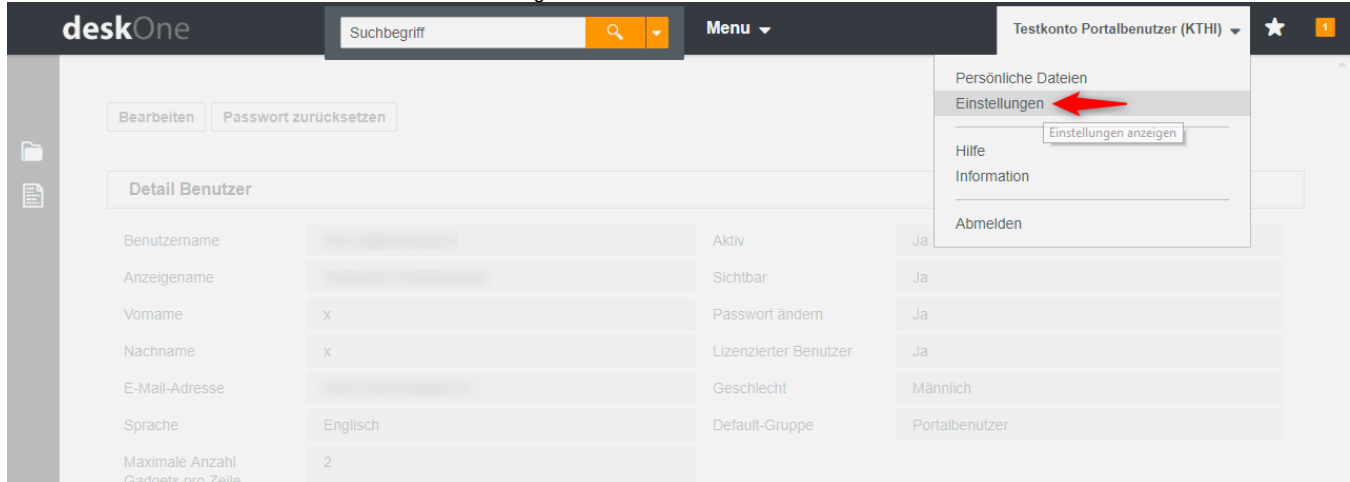 deskOne
Suchbegriff
Menu
Testkonto Portalbenutzer (KTHI)
1
Persönliche Dateien
Einstellungen
Einstellungen anzeigen
Hilfe
Information
Abmelden
Bearbeiten
Passwort zurücksetzen
Detail Benutzer
Benutzername
Aktiv
Ja
Anzeigename
Sichtbar
Ja
Vorname
x
Passwort ändern
Ja
Nachname
x
Lizenzierter Benutzer
Ja
E-Mail-Adresse
Geschlecht
Männlich
Sprache
Englisch
Default-Gruppe
Portalbenutzer
Maximale Anzahl
2
Gadgets pro Zeile